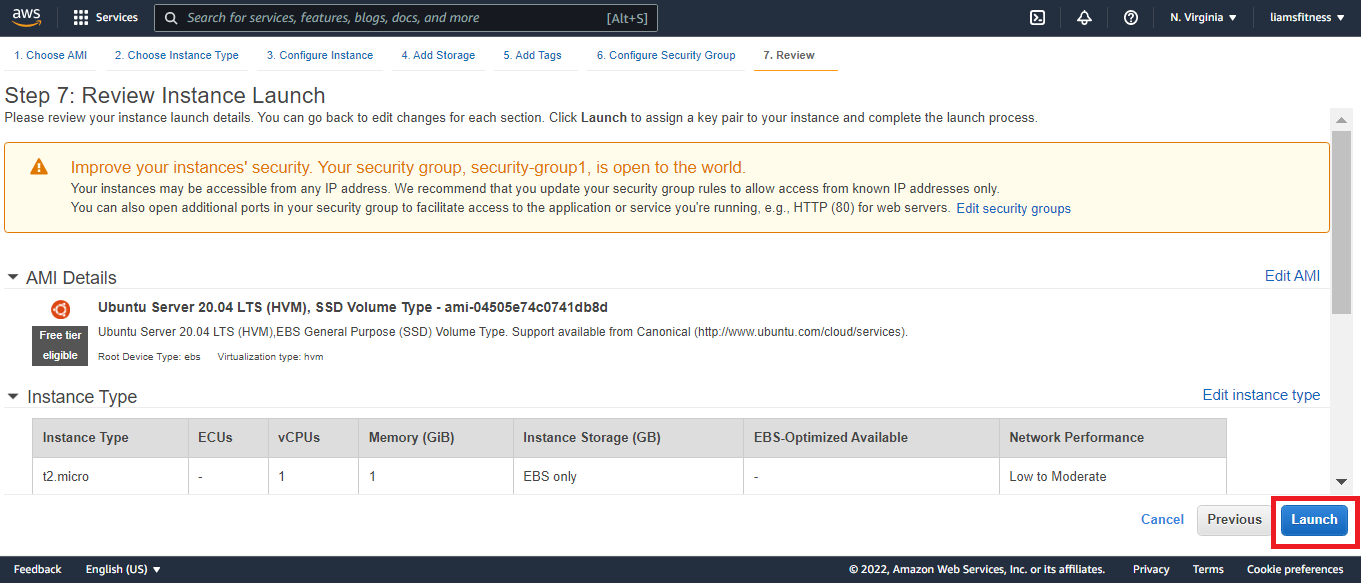 aws Services Search for services, features, blogs, docs, and more [Alt+S] N. Virginia liamsfitness
1. Choose AMI 2. Choose Instance Type 3. Configure Instance 4. Add Storage 5. Add Tags 6. Configure Security Group 7. Review
Step 7: Review Instance Launch
Please review your instance launch details. You can go back to edit changes for each section. Click Launch to assign a key pair to your instance and complete the launch process.
Improve your instances' security. Your security group, security-group1, is open to the world.
Your instances may be accessible from any IP address. We recommend that you update your security group rules to allow access from known IP addresses only.
You can also open additional ports in your security group to facilitate access to the application or service you're running, e.g., HTTP (80) for web servers. Edit security groups
AMI Details Edit AMI
Ubuntu Server 20.04 LTS (HVM), SSD Volume Type - ami-04505e74c0741db8d
Free tier eligible
Ubuntu Server 20.04 LTS (HVM),EBS General Purpose (SSD) Volume Type. Support available from Canonical (http://www.ubuntu.com/cloud/services).
Root Device Type: ebs Virtualization type: hvm
Instance Type Edit instance type
Instance Type ECUs vCPUs Memory (GiB) Instance Storage (GB) EBS-Optimized Available Network Performance
t2.micro - 1 1 EBS only - Low to Moderate
Cancel Previous Launch
Feedback English (US) © 2022, Amazon Web Services, Inc. or its affiliates. Privacy Terms Cookie preferences